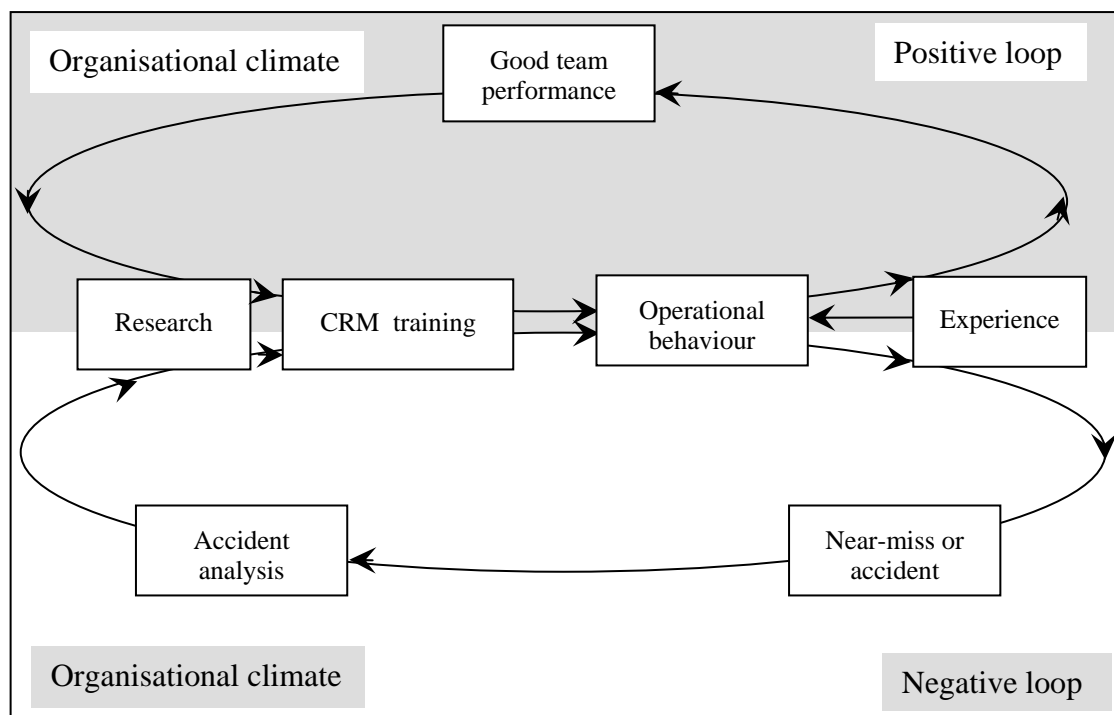 Organisational climate
Good team
performance
Positive loop
Research
CRM training
Operational
behaviour
Experience
Accident
analysis
Near-miss or
accident
Organisational climate
Negative loop